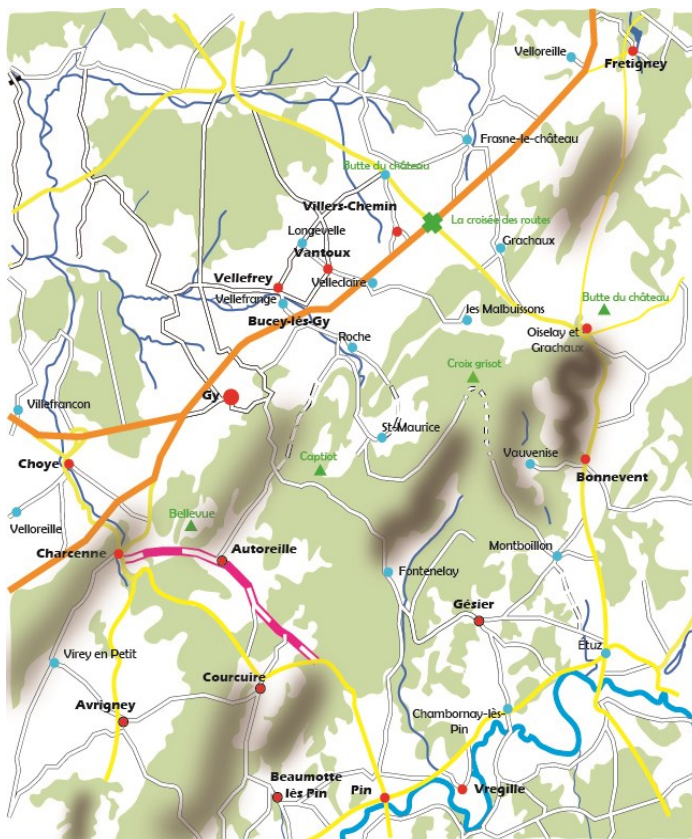 Velloreille
Fretigney
Frasne-le-château
Butte du château
Villers-Chemin
La croisée des routes
Longevelle
Grachaux
Vantoux
Vellefrey
Velleclaire
Vellefrange
Butte du château
les Malbuissons
Bucey-lés-Gy
Oiselay et
Grachaux
Roche
Croix grisot
Gy
Villefrancon
St-Maurice
Captiot
Vauvenise
Choye
Bonnevent
Velloreille
Bellevue
Charcenne
Autoreille
Montboillon
Fontenelay
Gésier
Étuz
Virey en Petit
Courcuire
Avrigney
Chambornay-lès-
Pin
Beaumotte
lès Pin
Pin
Vregille